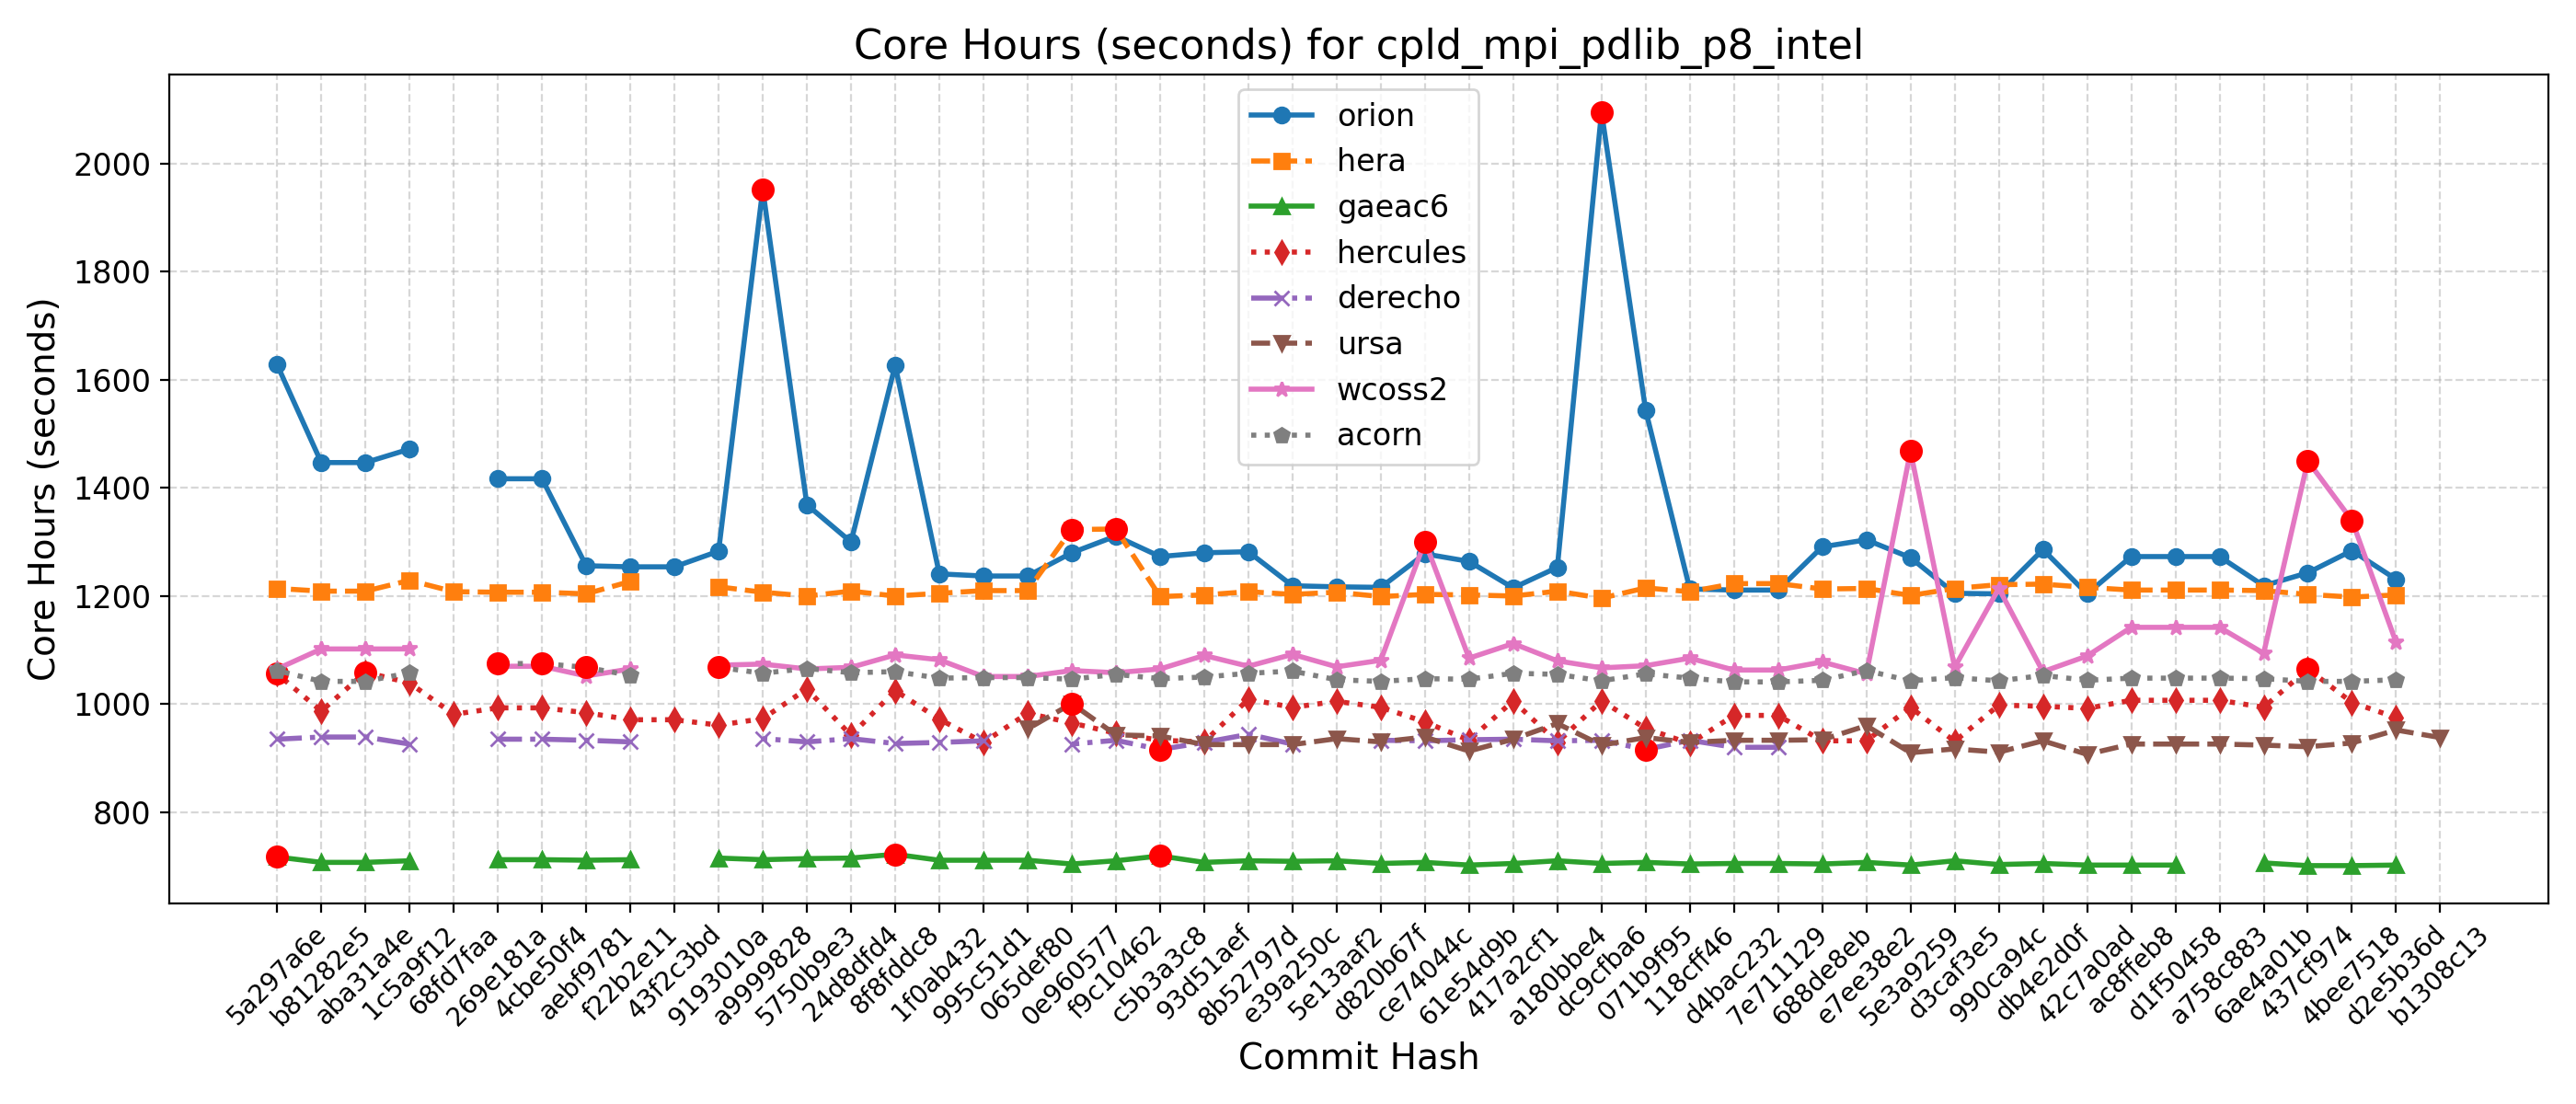 Core Hours (seconds) for cpld_mpi_pdlib_p8_intel
Core Hours (seconds)
2000
1800
1600
1400
1200
1000
800
orion
hera
gaeac6
hercules
derecho
ursa
wcoss2
acorn
5a297a6e
b81282e5
aba31a4e
1c5a9f12
68fd7faa
269e181a
4cbe50f4
aebf9781
f22b2e11
43f2c3bd
9193010a
a9999828
5750b9e3
24d8dfd4
8f8fddc8
1f0ab432
995c51d1
065def80
0e960577
f9c10462
c5b3a3c8
93d51aef
8b52797d
e39a250c
5e13aaf2
d820b67f
ce74044c
61e54d9b
417a2cf1
a180bbe4
dc9cfba6
071b9f95
118cff46
d4bac232
7e711129
688de8eb
e7ee38e2
5e3a9259
d3caf3e5
990ca94c
db4e2d0f
42c7a0ad
ac8ffeb8
d1f50458
a758c883
6ae4a01b
437cf974
4bee7518
d2e5b36d
b1308c13
Commit Hash